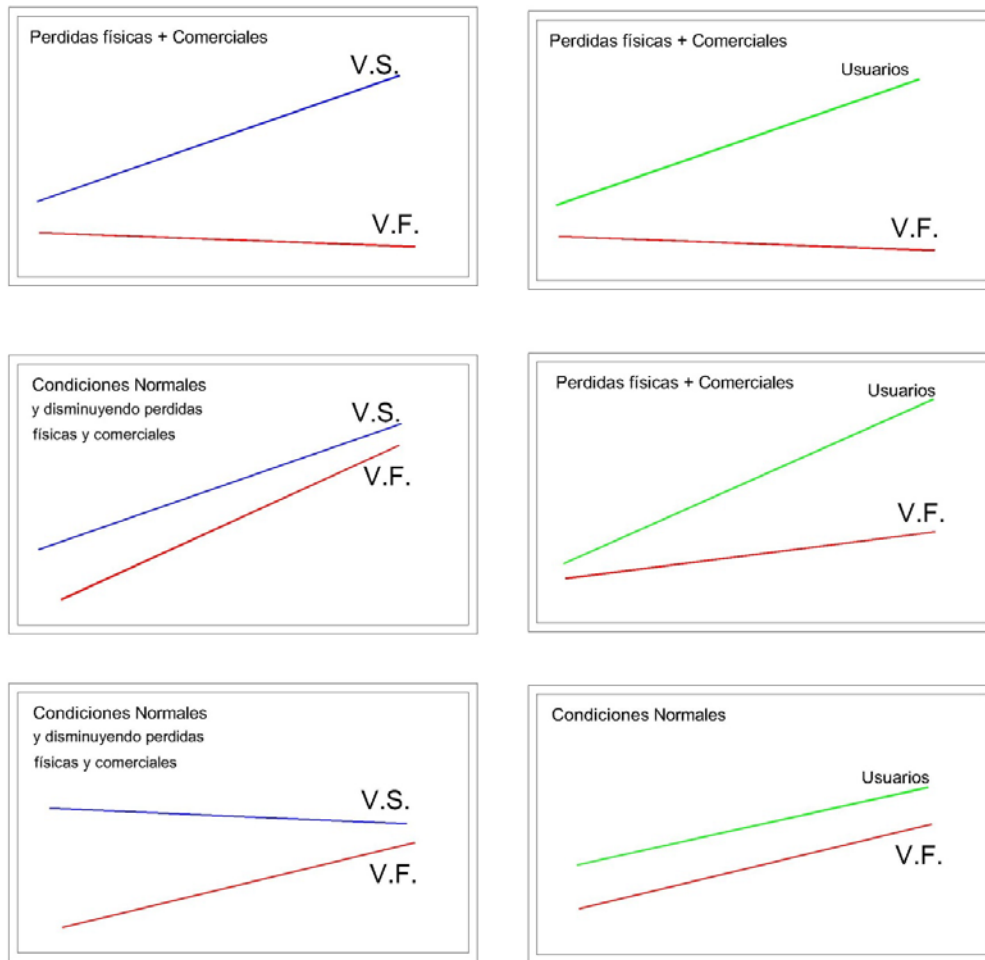 Perdidas físicas + Comerciales
V.S.
V.F.
Perdidas físicas + Comerciales
Usuarios
V.F.
Condiciones Normales
y disminuyendo perdidas
físicas y comerciales
V.S.
V.F.
Perdidas físicas + Comerciales
Usuarios
V.F.
Condiciones Normales
y disminuyendo perdidas
físicas y comerciales
V.S.
V.F.
Condiciones Normales
Usuarios
V.F.